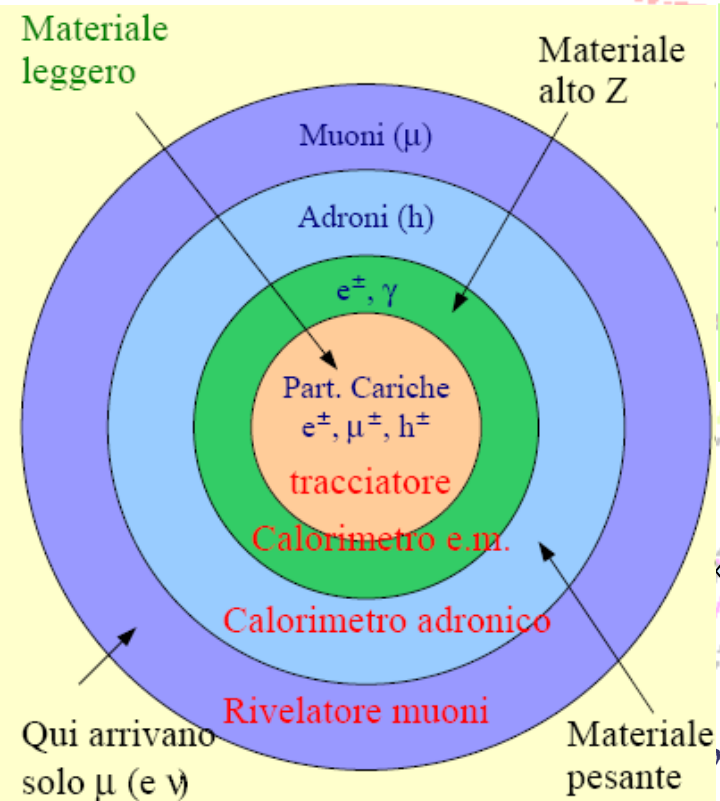 Materiale
leggero
Materiale
alto Z
Muoni (μ)
Adroni (h)
e±, γ
Part. Cariche
e±, μ±, h±
tracciatore
Calorimetro e.m.
Calorimetro adronico
Rivelatore muoni
Qui arrivano
solo μ (e ν)
Materiale
pesante